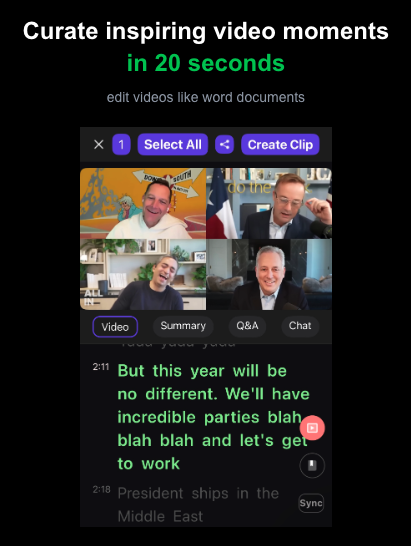 Curate inspiring video moments
in 20 seconds
edit videos like word documents
1 Select All Create Clip
SOUTH
do the
ALL
IN
Video Summary Q&A Chat
2:11 But this year will be
no different. We'll have
incredible parties blah
blah blah and let's get
to work
2:18 President ships in the
Middle East
Sync